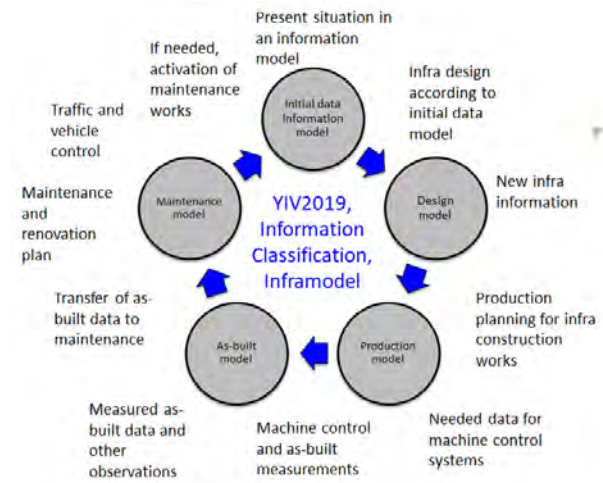 Present situation in
an information
model
If needed,
activation of
maintenance
works
Initial data
information
model
Infra design
according to
initial data
model
Traffic and
vehicle
control
Maintenance
model
Design
model
New infra
information
YIV2019,
Information
Classification,
Inframodel
Maintenance
and
renovation
plan
Transfer of as-
built data to
maintenance
As-built
model
Production
model
Production
planning for infra
construction
works
Measured as-
built data and
other
observations
Machine control
and as-built
measurements
Needed data for
machine control
systems